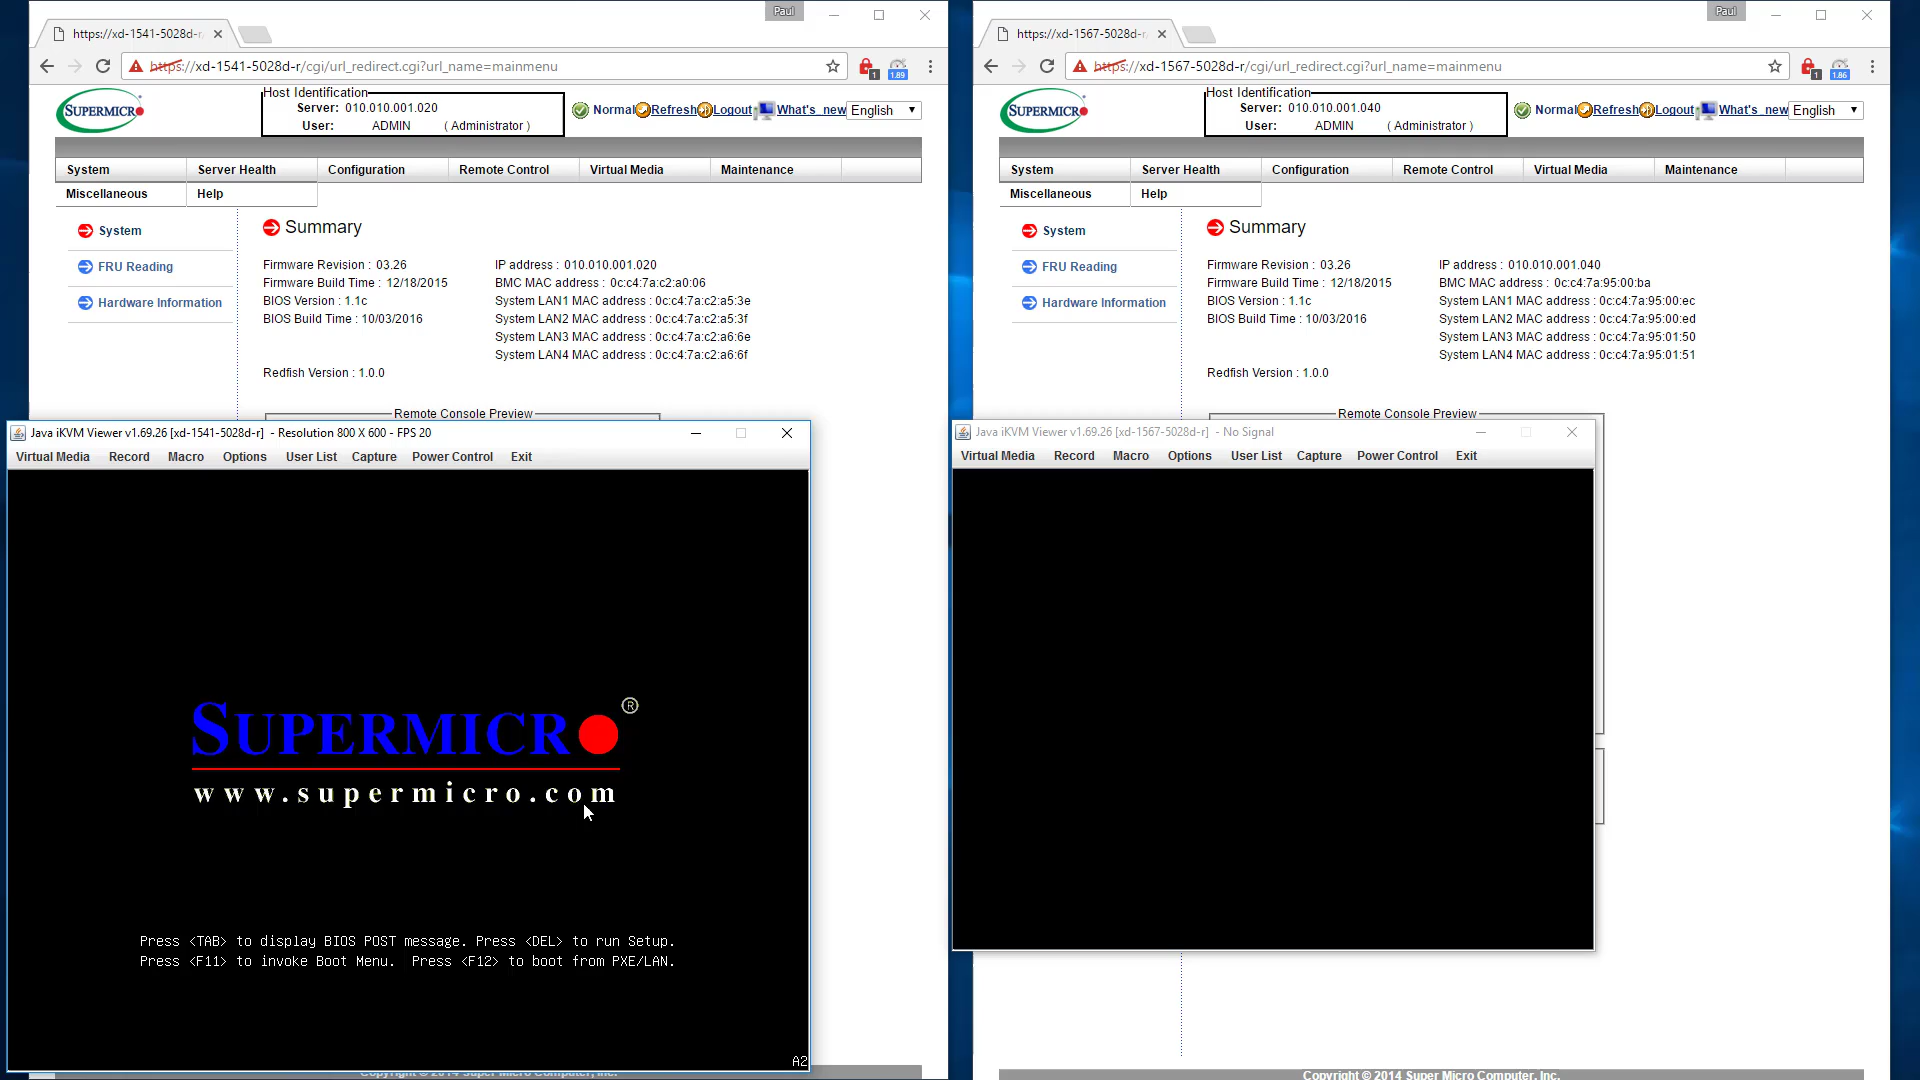 Paul
https://xd-1541-5028d-r
https://xd-1541-5028d-r/cgi/url_redirect.cgi?url_name=mainmenu
1
1.89
SUPERMICRO
Host Identification
Server: 010.010.001.020
User: ADMIN ( Administrator )
Normal Refresh Logout What's_new English
System Server Health Configuration Remote Control Virtual Media Maintenance
Miscellaneous Help
System
FRU Reading
Hardware Information
Summary
Firmware Revision : 03.26
Firmware Build Time : 12/18/2015
BIOS Version : 1.1c
BIOS Build Time : 10/03/2016
Redfish Version : 1.0.0
IP address : 010.010.001.020
BMC MAC address : 0c:c4:7a:c2:a0:06
System LAN1 MAC address : 0c:c4:7a:c2:a5:3e
System LAN2 MAC address : 0c:c4:7a:c2:a5:3f
System LAN3 MAC address : 0c:c4:7a:c2:a6:6e
System LAN4 MAC address : 0c:c4:7a:c2:a6:6f
Remote Console Preview
Java iKVM Viewer v1.69.26 [xd-1541-5028d-r] - Resolution 800 X 600 - FPS 20
Virtual Media Record Macro Options User List Capture Power Control Exit
SUPERMICRO ®
www.supermicro.com
Press <TAB> to display BIOS POST message. Press <DEL> to run Setup.
Press <F11> to invoke Boot Menu. Press <F12> to boot from PXE/LAN.
A2
Copyright © 2014 Super Micro Computer, Inc.
Paul
https://xd-1567-5028d-r
https://xd-1567-5028d-r/cgi/url_redirect.cgi?url_name=mainmenu
1
1.86
SUPERMICRO
Host Identification
Server: 010.010.001.040
User: ADMIN ( Administrator )
Normal Refresh Logout What's_new English
System Server Health Configuration Remote Control Virtual Media Maintenance
Miscellaneous Help
System
FRU Reading
Hardware Information
Summary
Firmware Revision : 03.26
Firmware Build Time : 12/18/2015
BIOS Version : 1.1c
BIOS Build Time : 10/03/2016
Redfish Version : 1.0.0
IP address : 010.010.001.040
BMC MAC address : 0c:c4:7a:95:00:ba
System LAN1 MAC address : 0c:c4:7a:95:00:ec
System LAN2 MAC address : 0c:c4:7a:95:00:ed
System LAN3 MAC address : 0c:c4:7a:95:01:50
System LAN4 MAC address : 0c:c4:7a:95:01:51
Remote Console Preview
Java iKVM Viewer v1.69.26 [xd-1567-5028d-r] - No Signal
Virtual Media Record Macro Options User List Capture Power Control Exit
Copyright © 2014 Super Micro Computer, Inc.